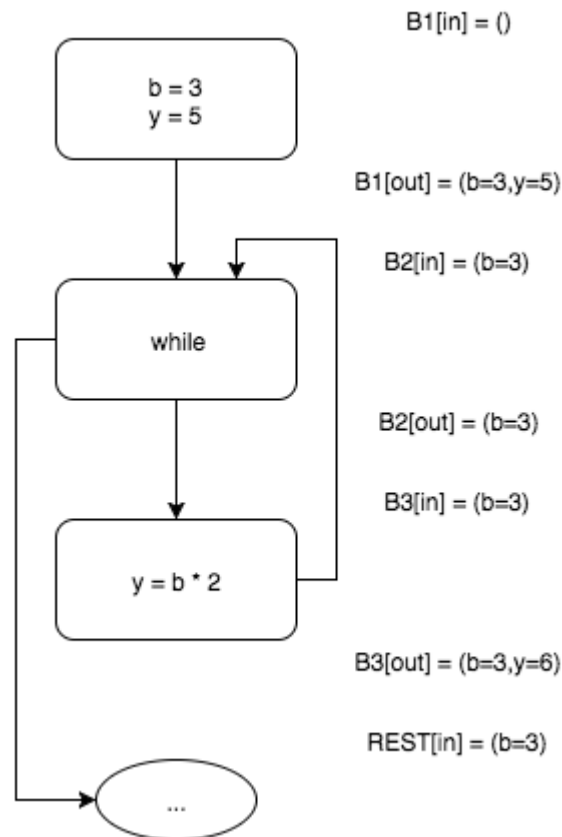 B1[in] = ()
b = 3
y = 5
B1[out] = (b=3,y=5)
B2[in] = (b=3)
while
B2[out] = (b=3)
B3[in] = (b=3)
y = b * 2
B3[out] = (b=3,y=6)
REST[in] = (b=3)
...